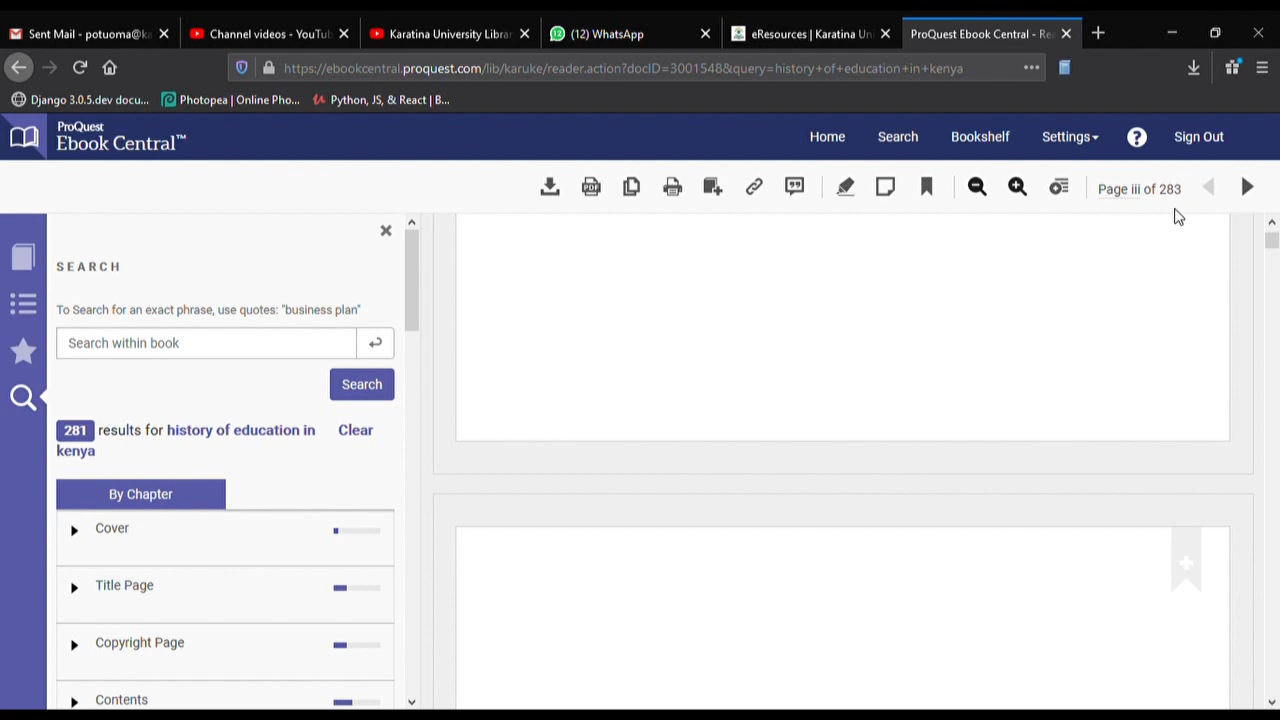 Sent Mail - potuoma@ka
Channel videos - YouTub
Karatina University Librar
(12) WhatsApp
eResources | Karatina Un
ProQuest Ebook Central - Re
https://ebookcentral.proquest.com/lib/karuke/reader.action?docID=3001548&query=history+of+education+in+kenya
Django 3.0.5.dev docu...
Photopea | Online Pho...
Python, JS, & React | B...
ProQuest
Ebook Central™
Home
Search
Bookshelf
Settings
Sign Out
PDF
Page iii of 283
SEARCH
To Search for an exact phrase, use quotes: "business plan"
Search within book
Search
281 results for history of education in
kenya
Clear
By Chapter
Cover
Title Page
Copyright Page
Contents